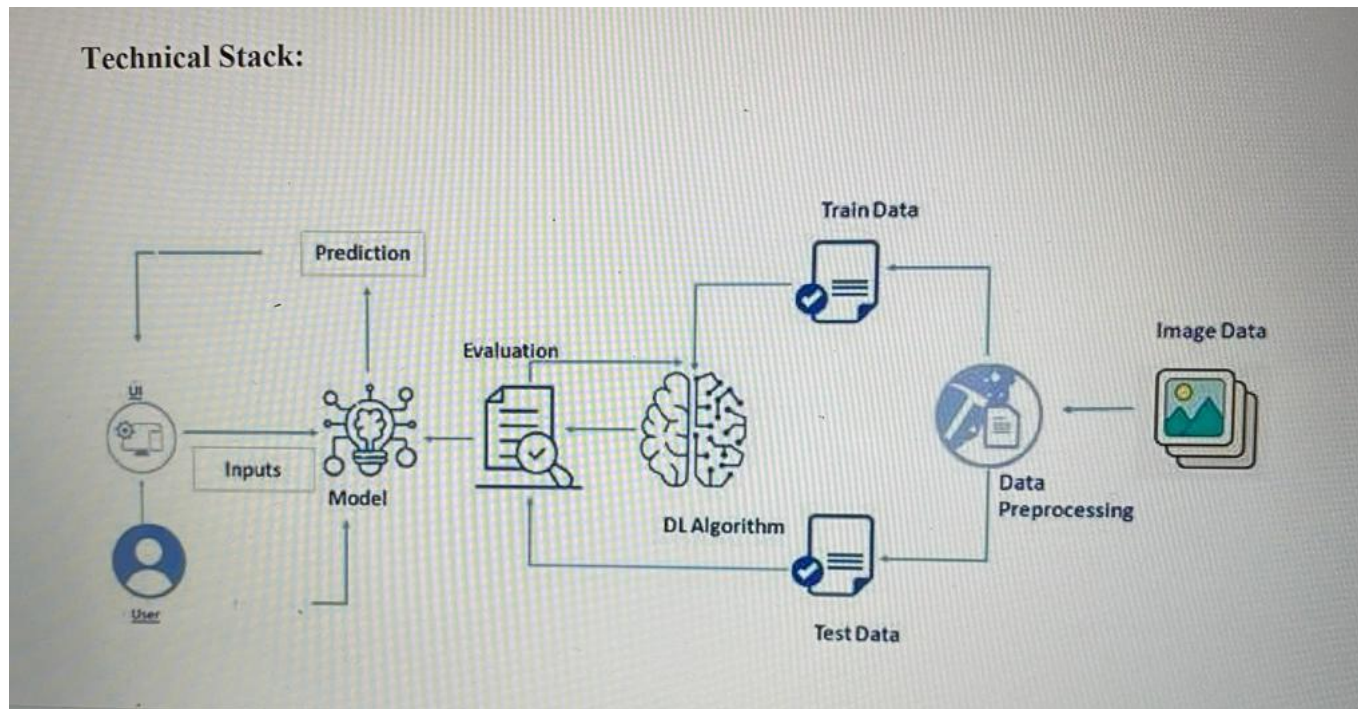 Technical Stack:
Train Data
Prediction
Image Data
Evaluation
UI
Inputs
Model
Data
Preprocessing
DL Algorithm
User
Test Data